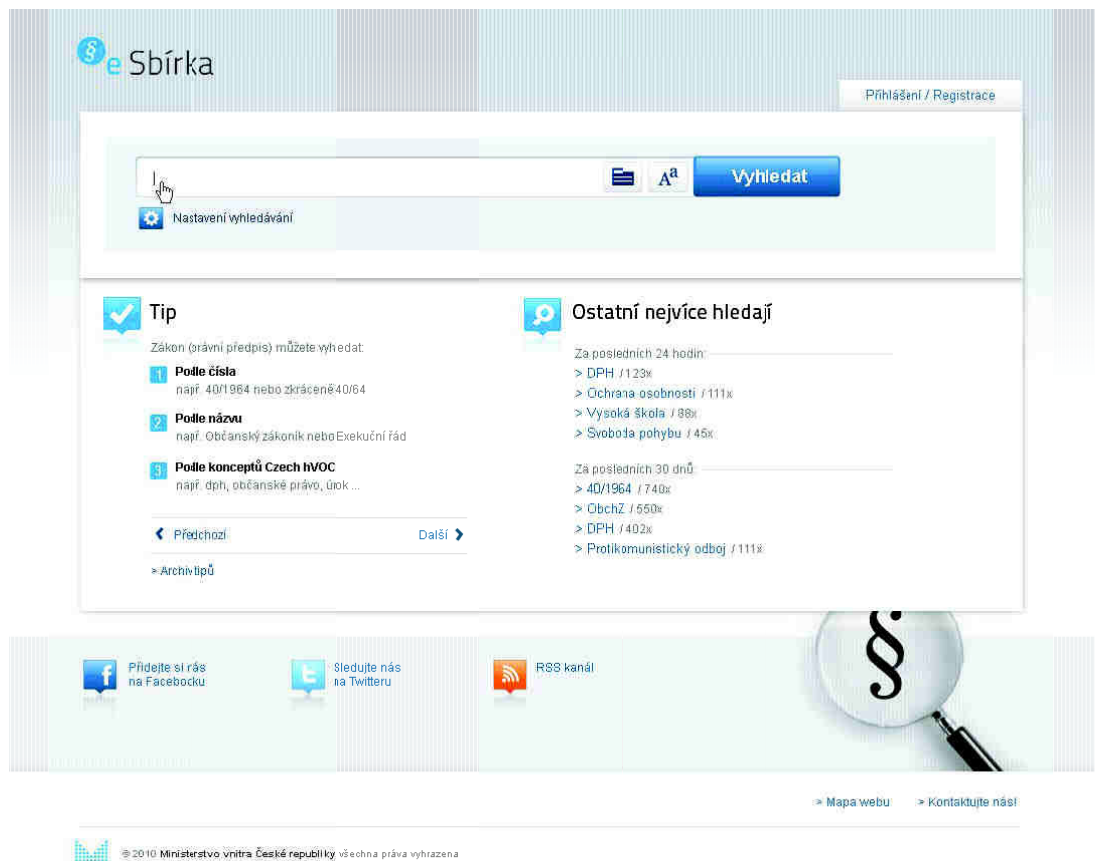 § e Sbírka
Přihlášení / Registrace
Aa
Vyhledat
Nastavení vyhledávání
Tip
Zákon (právní předpis) můžete vyhledat:
1 Podle čísla
např. 40/1964 nebo zkráceně 40/64
2 Podle názvu
např. Občanský zákoník nebo Exekuční řád
3 Podle konceptů Czech hVOC
např. dph, občanské právo, úrok ...
Předchozí
Další
> Archiv tipů
Ostatní nejvíce hledají
Za posledních 24 hodin:
> DPH / 123x
> Ochrana osobnosti / 111x
> Vysoká škola / 88x
> Svoboda pohybu / 45x
Za posledních 30 dnů:
> 40/1964 / 740x
> ObchZ / 550x
> DPH / 402x
> Protikomunistický odboj / 111x
Přidejte si nás
na Facebooku
Sledujte nás
na Twitteru
RSS kanál
§
> Mapa webu
> Kontaktujte nás!
© 2010 Ministerstvo vnitra České republiky všechna práva vyhrazena